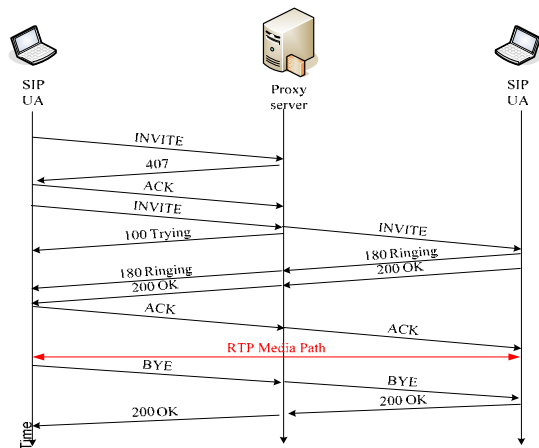 SIP
UA
Proxy
server
SIP
UA
INVITE
407
ACK
INVITE
INVITE
100 Trying
180 Ringing
180 Ringing
200 OK
200 OK
ACK
ACK
RTP Media Path
BYE
BYE
200 OK
200 OK
Time